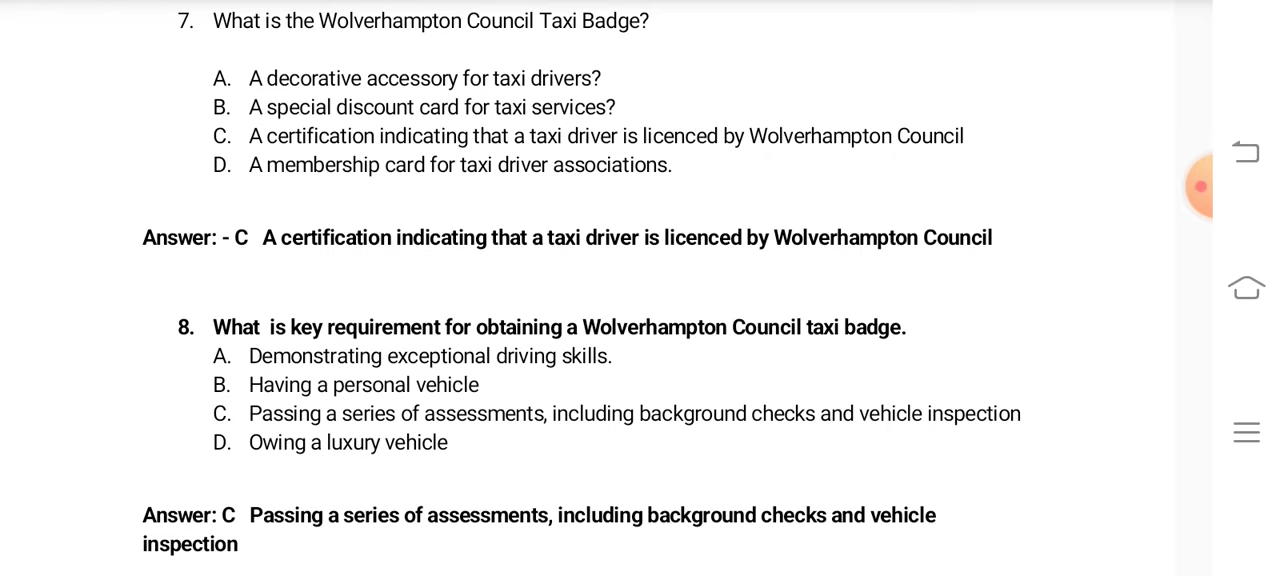 7. What is the Wolverhampton Council Taxi Badge?
A. A decorative accessory for taxi drivers?
B. A special discount card for taxi services?
C. A certification indicating that a taxi driver is licenced by Wolverhampton Council
D. A membership card for taxi driver associations.
Answer: - C A certification indicating that a taxi driver is licenced by Wolverhampton Council
8. What is key requirement for obtaining a Wolverhampton Council taxi badge.
A. Demonstrating exceptional driving skills.
B. Having a personal vehicle
C. Passing a series of assessments, including background checks and vehicle inspection
D. Owing a luxury vehicle
Answer: C Passing a series of assessments, including background checks and vehicle
inspection